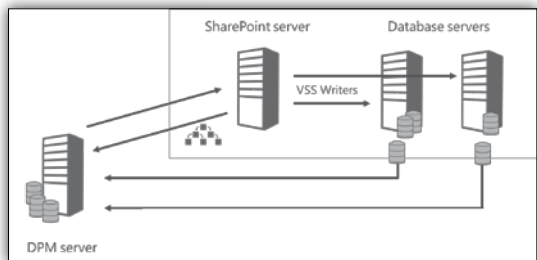 SharePoint server
Database servers
VSS Writers
DPM server